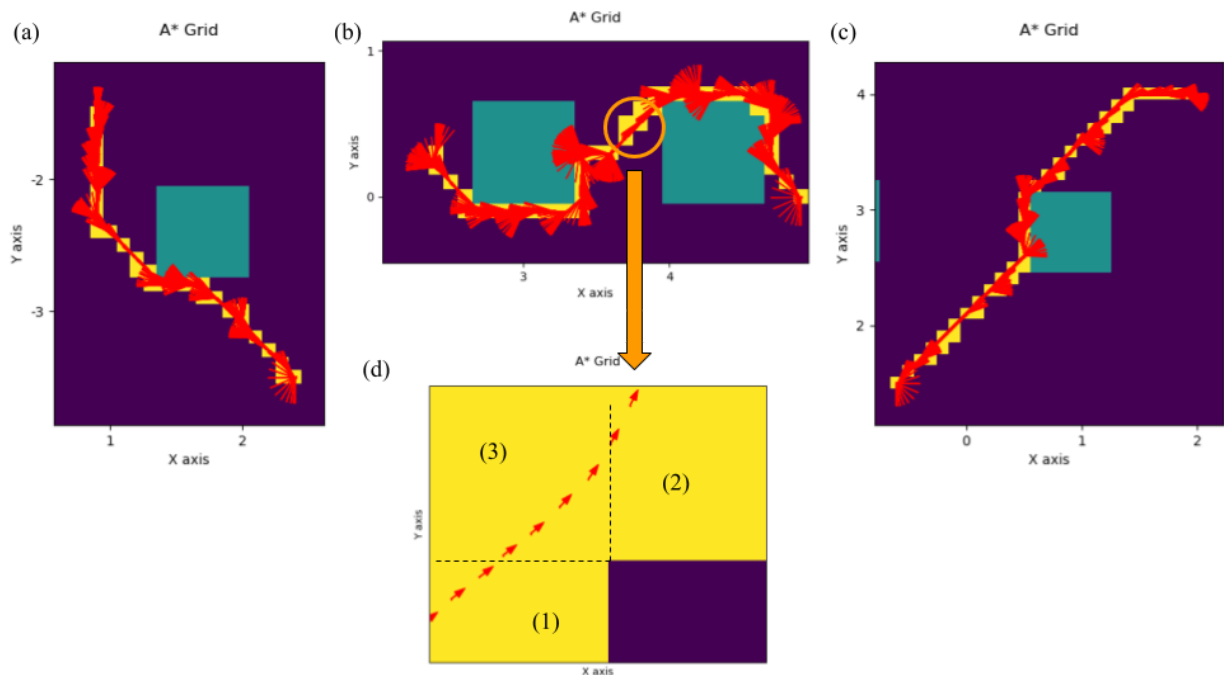 (a)
A* Grid
-2
-3
1
2
X axis
Y axis
(b)
A* Grid
1
0
3
4
X axis
Y axis
(c)
A* Grid
4
3
2
0
1
2
X axis
Y axis
(d)
A* Grid
(3)
(2)
(1)
X axis
Y axis